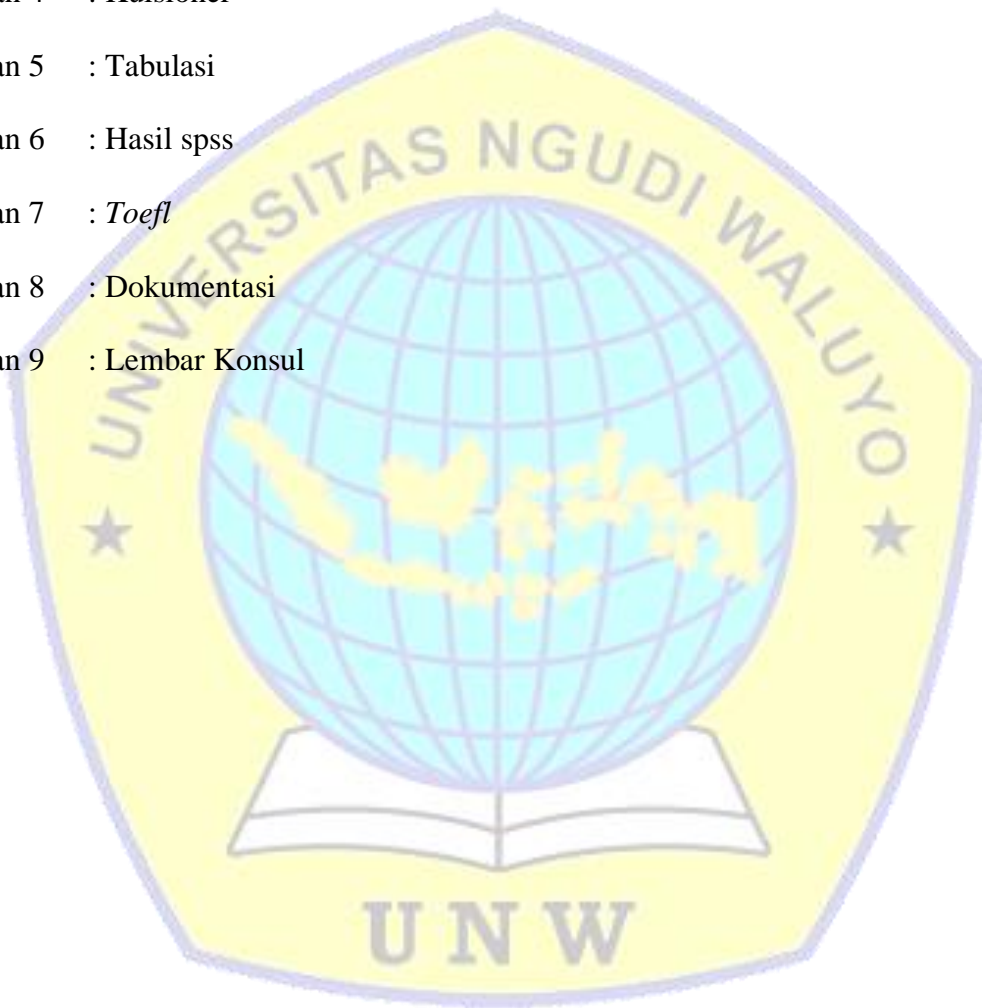 an 5 : Tabulasi
an 6 : Hasil spss
an 7 : Toefl
an 8 : Dokumentasi
an 9 : Lembar Konsul
UNIVERSITAS NGUDI WALUYO
UNW